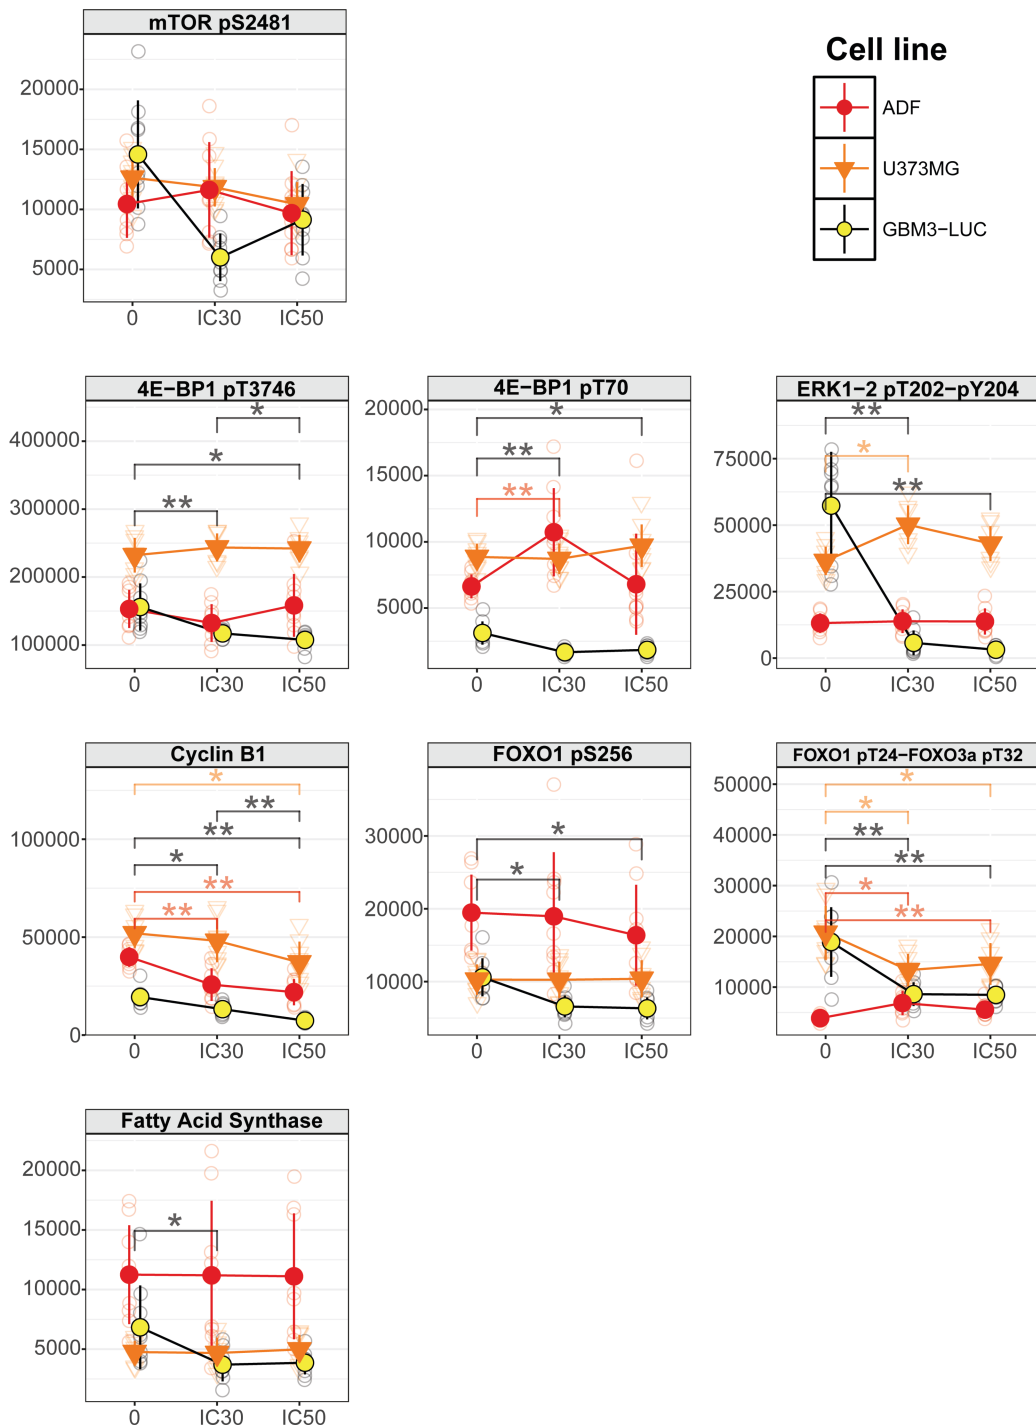 mTOR pS2481
20000
15000
10000
5000
0 IC30 IC50
Cell line
ADF
U373MG
GBM3−LUC
4E−BP1 pT3746
400000
300000
200000
100000
* * **
0 IC30 IC50
4E−BP1 pT70
20000
15000
10000
5000
* ** **
0 IC30 IC50
ERK1−2 pT202−pY204
75000
50000
25000
0
** * **
0 IC30 IC50
Cyclin B1
100000
50000
0
* ** ** * ** **
0 IC30 IC50
FOXO1 pS256
30000
20000
10000
* *
0 IC30 IC50
FOXO1 pT24−FOXO3a pT32
50000
40000
30000
20000
10000
* * ** ** * **
0 IC30 IC50
Fatty Acid Synthase
20000
15000
10000
5000
*
0 IC30 IC50